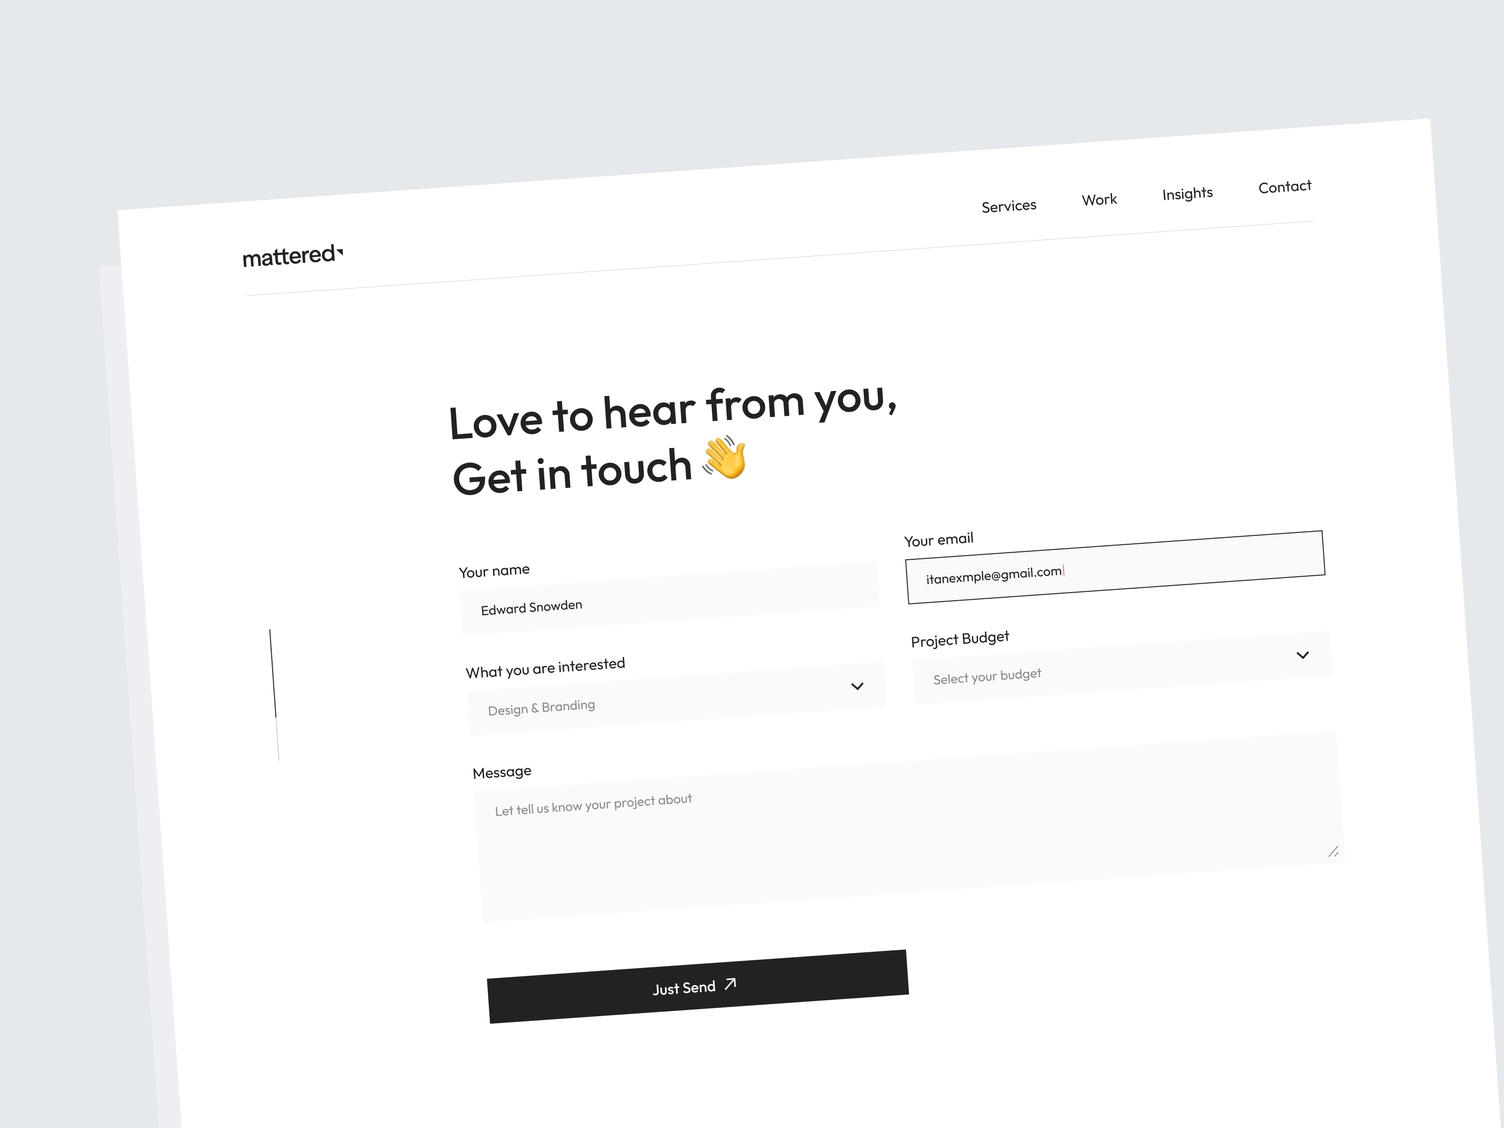 mattered
Services
Work
Insights
Contact
Love to hear from you,
Get in touch 👋
Your name
Edward Snowden
Your email
itanexmple@gmail.com
What you are interested
Design & Branding
Project Budget
Select your budget
Message
Let tell us know your project about
Just Send